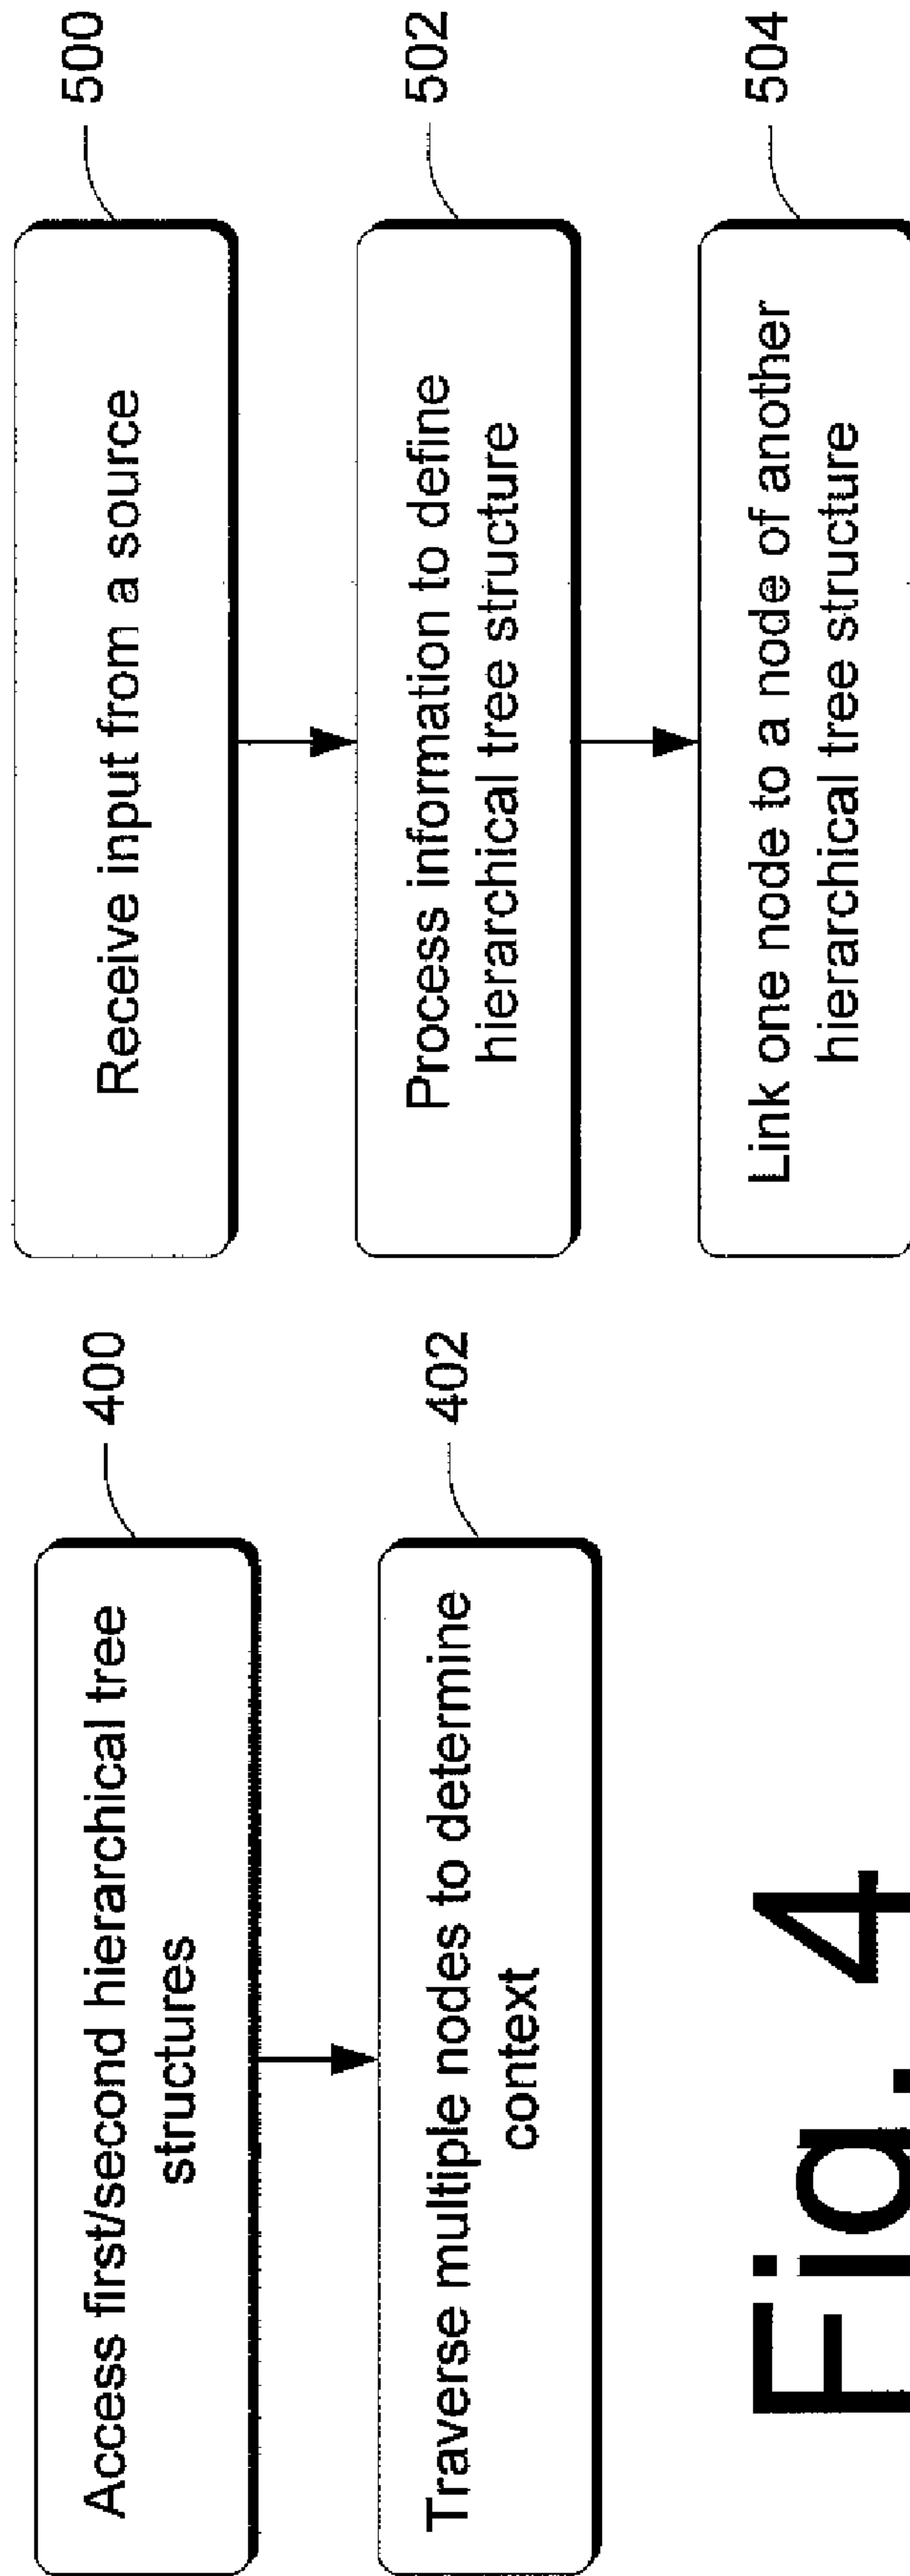 400
Access first/second hierarchical tree
structures
402
Traverse multiple nodes to determine
context
Fig. 4
500
Receive input from a source
502
Process information to define
hierarchical tree structure
504
Link one node to a node of another
hierarchical tree structure